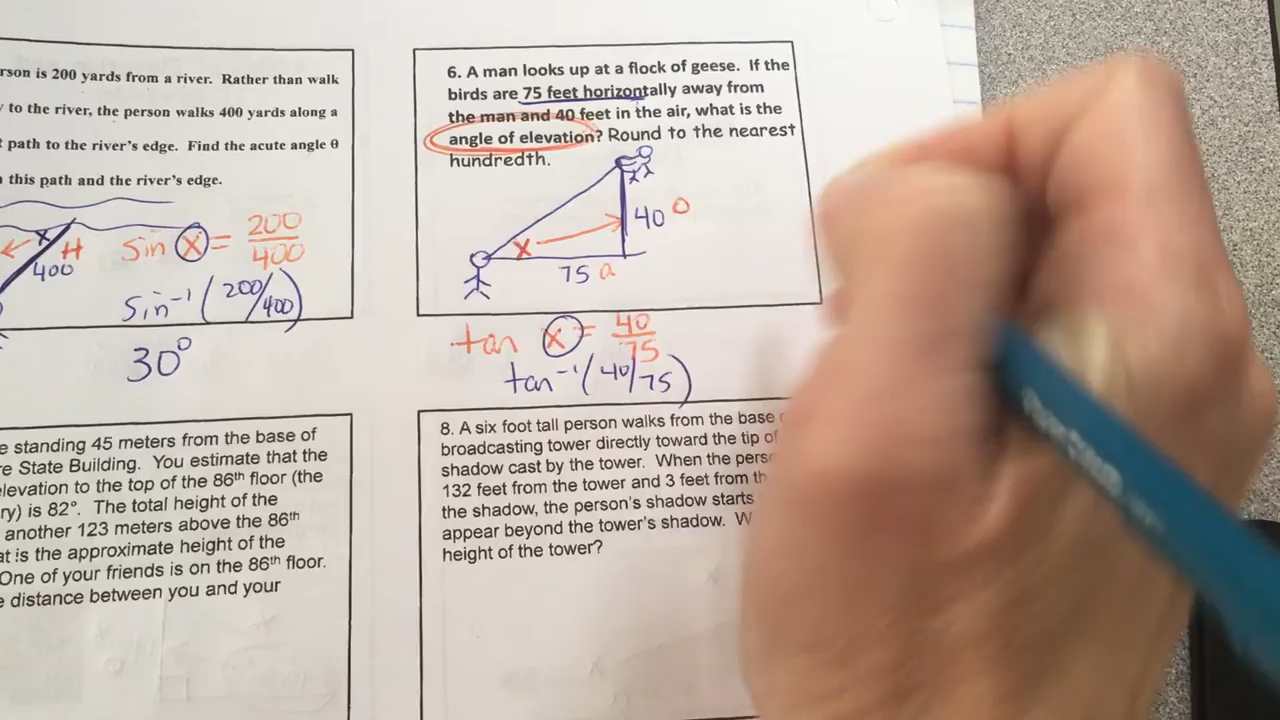 rson is 200 yards from a river. Rather than walk
to the river, the person walks 400 yards along a
path to the river's edge. Find the acute angle θ
this path and the river's edge.
x H
400
sin x = 200/400
sin⁻¹ (200/400)
30°
6. A man looks up at a flock of geese. If the
birds are 75 feet horizontally away from
the man and 40 feet in the air, what is the
angle of elevation? Round to the nearest
hundredth.
40 O
x
75 a
tan x = 40/75
tan⁻¹ (40/75)
e standing 45 meters from the base of
re State Building. You estimate that the
elevation to the top of the 86th floor (the
ry) is 82°. The total height of the
another 123 meters above the 86th
at is the approximate height of the
One of your friends is on the 86th floor.
e distance between you and your
8. A six foot tall person walks from the base
broadcasting tower directly toward the tip of
shadow cast by the tower. When the pers
132 feet from the tower and 3 feet from th
the shadow, the person's shadow starts
appear beyond the tower's shadow. W
height of the tower?